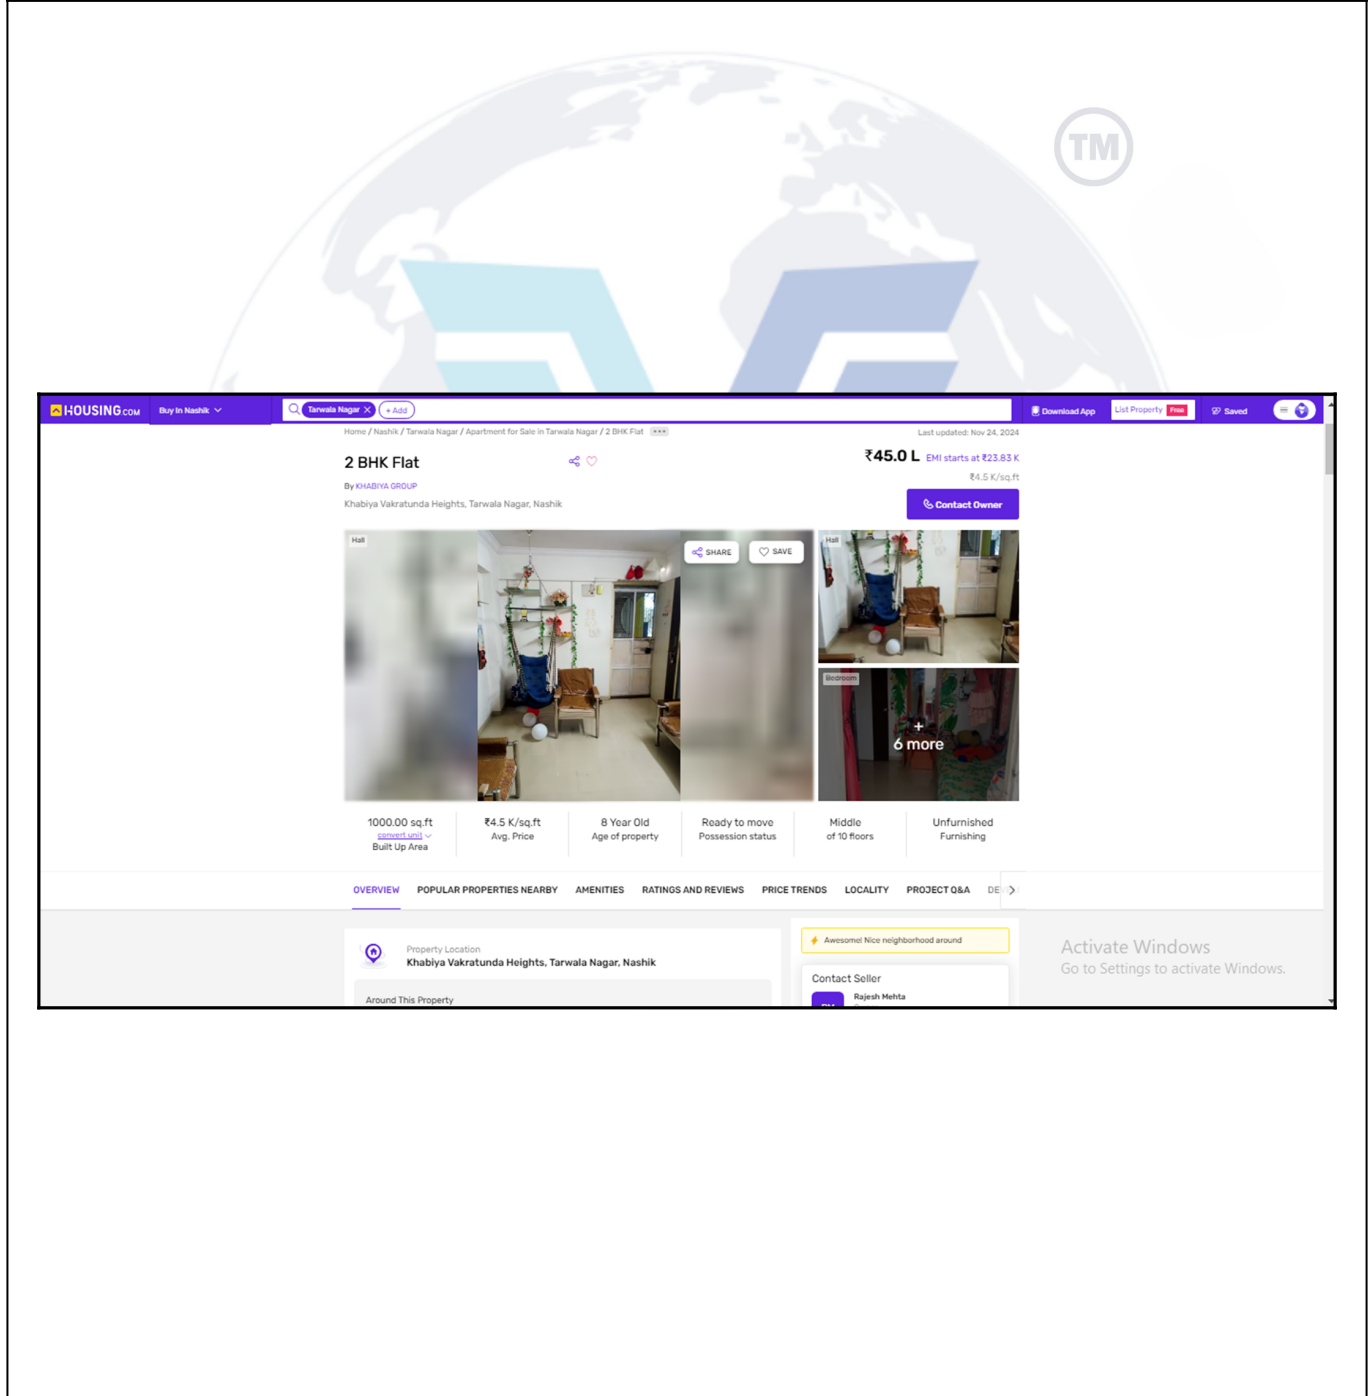 TM
HOUSING.COM
Buy in Nashik
Tarwala Nagar
+ Add
Download App
List Property Free
Saved
Home / Nashik / Tarwala Nagar / Apartment for Sale in Tarwala Nagar / 2 BHK Flat
Last updated: Nov 24, 2024
2 BHK Flat
₹45.0 L EMI starts at ₹23.83 K
₹4.5 K/sq.ft
By KHABIYA GROUP
Khabiya Vakratunda Heights, Tarwala Nagar, Nashik
Contact Owner
Hall
SHARE
SAVE
Hall
Bedroom
+
6 more
1000.00 sq.ft
convert unit
Built Up Area
₹4.5 K/sq.ft
Avg. Price
8 Year Old
Age of property
Ready to move
Possession status
Middle
of 10 floors
Unfurnished
Furnishing
OVERVIEW
POPULAR PROPERTIES NEARBY
AMENITIES
RATINGS AND REVIEWS
PRICE TRENDS
LOCALITY
PROJECT Q&A
Property Location
Khabiya Vakratunda Heights, Tarwala Nagar, Nashik
Around This Property
Awesome! Nice neighborhood around
Contact Seller
Rajesh Mehta
Activate Windows
Go to Settings to activate Windows.